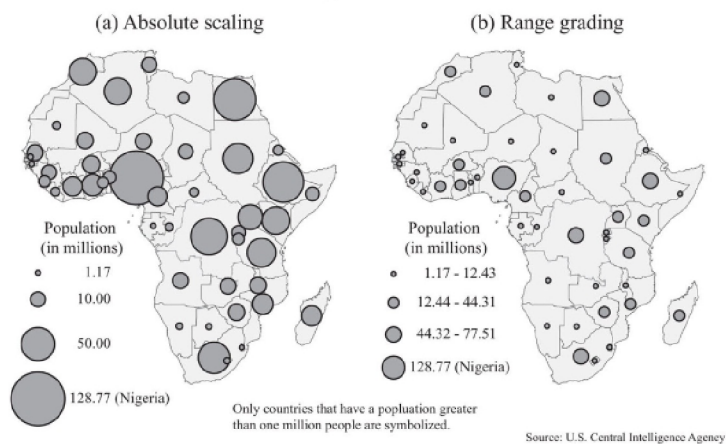 (a) Absolute scaling
(b) Range grading
Population
(in millions)
1.17
10.00
50.00
128.77 (Nigeria)
Population
(in millions)
1.17 - 12.43
12.44 - 44.31
44.32 - 77.51
128.77 (Nigeria)
Only countries that have a popluation greater
than one million people are symbolized.
Source: U.S. Central Intelligence Agency